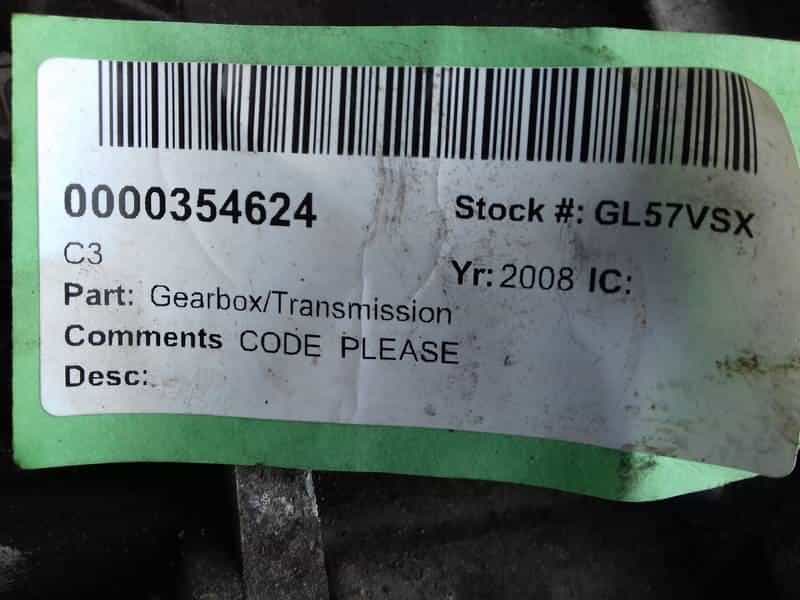 0000354624 Stock #: GL57VSX
C3
Yr: 2008 IC:
Part: Gearbox/Transmission
Comments CODE PLEASE
Desc: